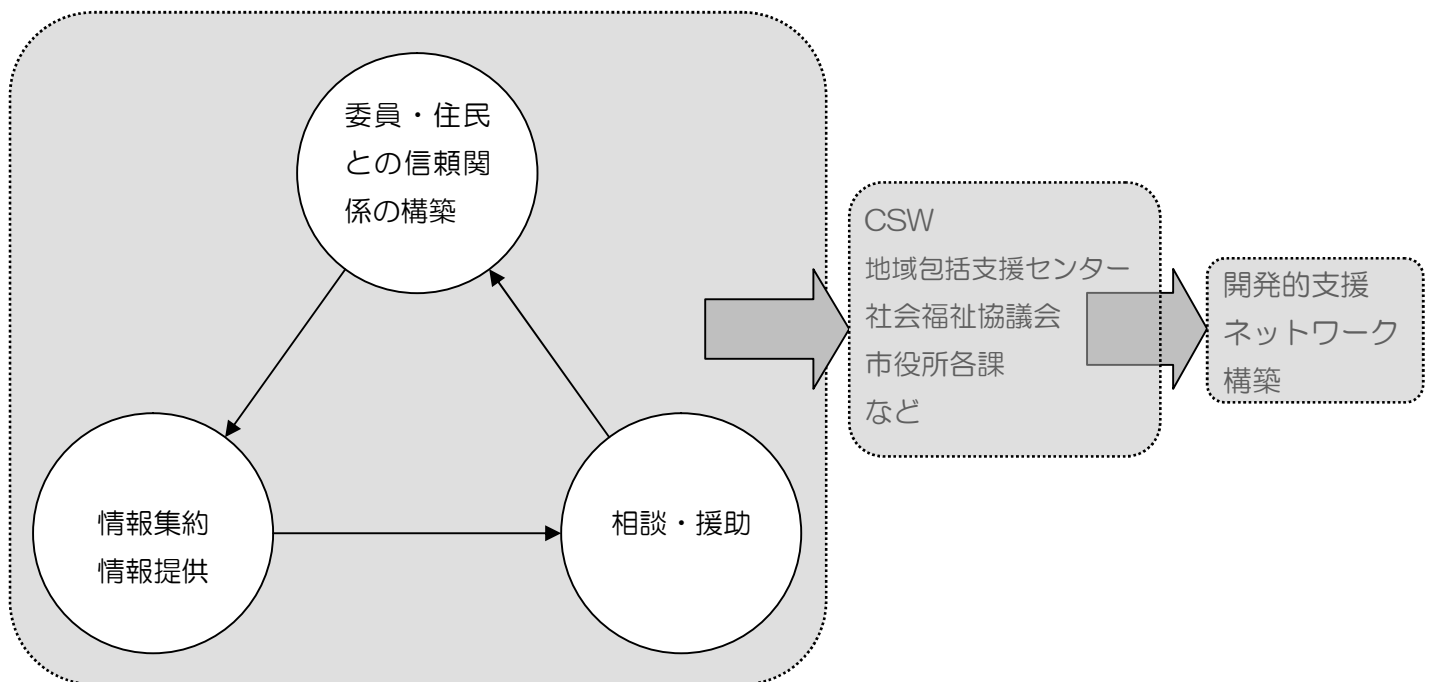 委員・住民
との信頼関
係の構築
情報集約
情報提供
相談・援助
CSW
地域包括支援センター
社会福祉協議会
市役所各課
など
開発的支援
ネットワーク
構築